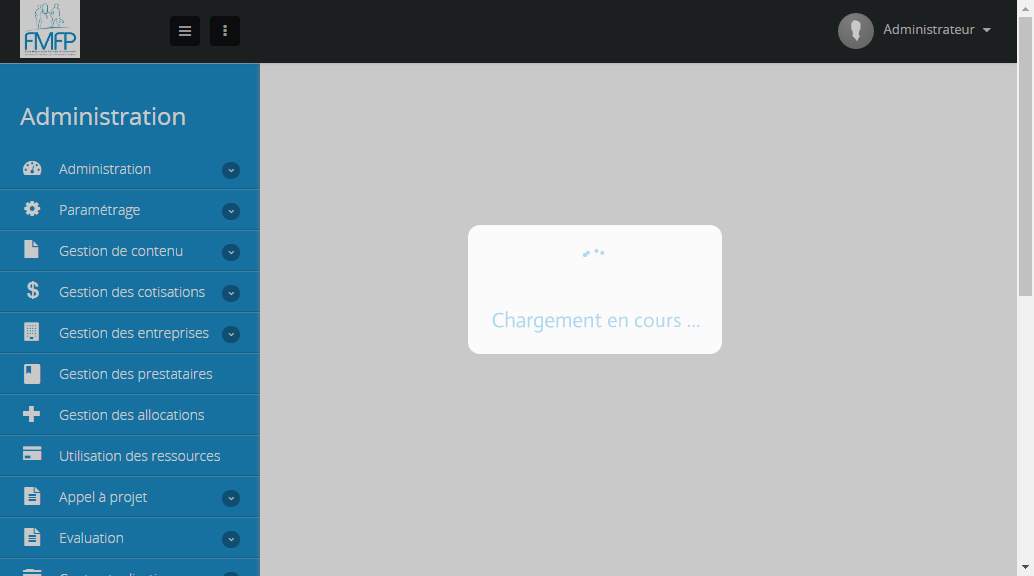 FMFP
Administrateur
Administration
Administration
Paramétrage
Gestion de contenu
Gestion des cotisations
Gestion des entreprises
Gestion des prestataires
Gestion des allocations
Utilisation des ressources
Appel à projet
Evaluation
Chargement en cours ...